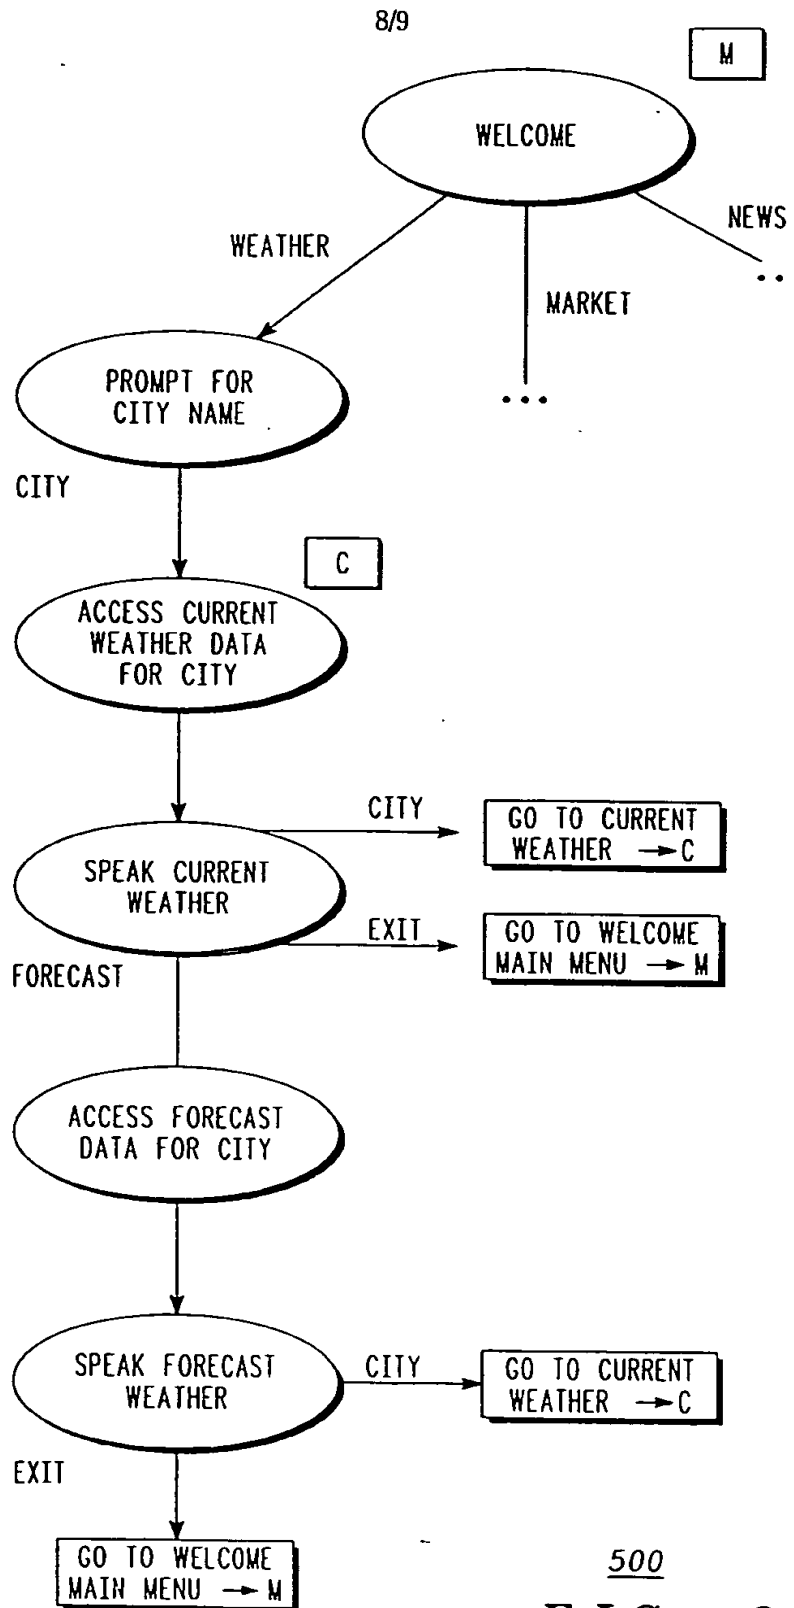 8/9
M
WELCOME
WEATHER
NEWS
MARKET
PROMPT FOR
CITY NAME
CITY
C
ACCESS CURRENT
WEATHER DATA
FOR CITY
SPEAK CURRENT
WEATHER
CITY
GO TO CURRENT
WEATHER → C
EXIT
GO TO WELCOME
MAIN MENU → M
FORECAST
ACCESS FORECAST
DATA FOR CITY
SPEAK FORECAST
WEATHER
CITY
GO TO CURRENT
WEATHER → C
EXIT
GO TO WELCOME
MAIN MENU → M
500